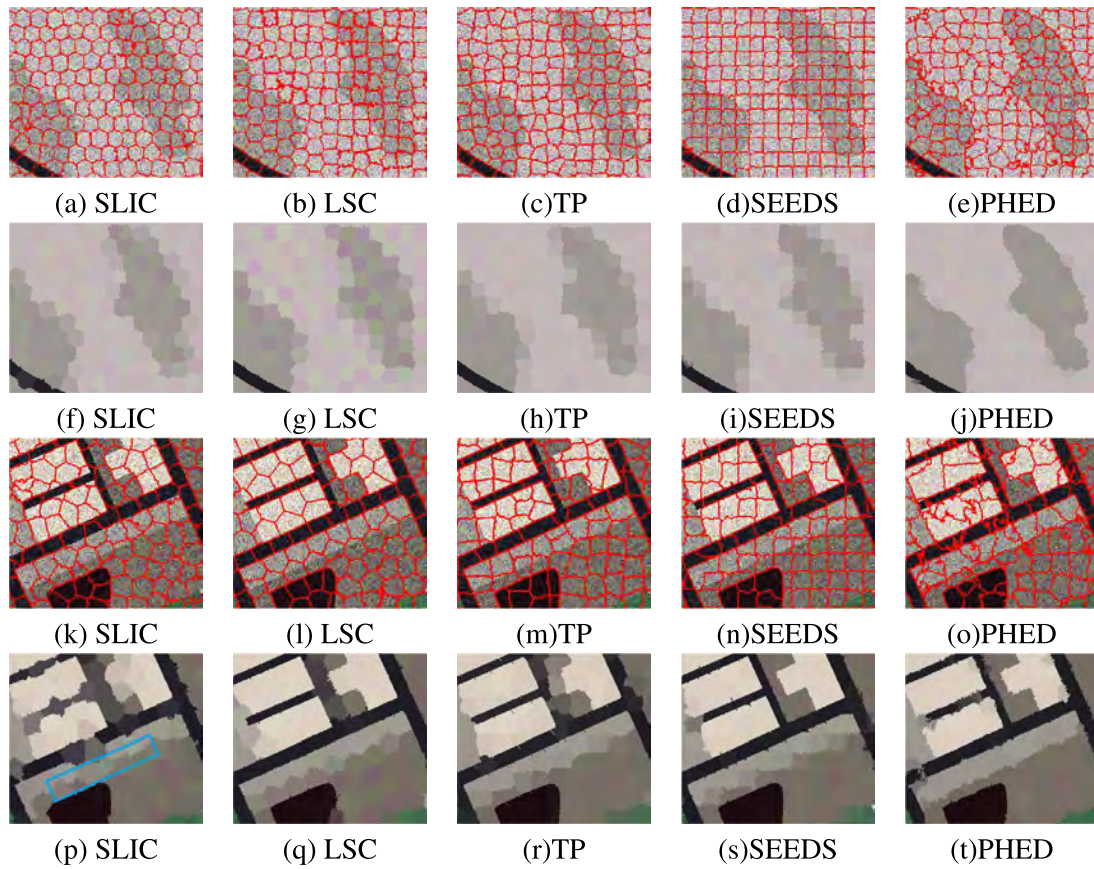 (a) SLIC (b) LSC (c)TP (d)SEEDS (e)PHED
(f) SLIC (g) LSC (h)TP (i)SEEDS (j)PHED
(k) SLIC (l) LSC (m)TP (n)SEEDS (o)PHED
(p) SLIC (q) LSC (r)TP (s)SEEDS (t)PHED